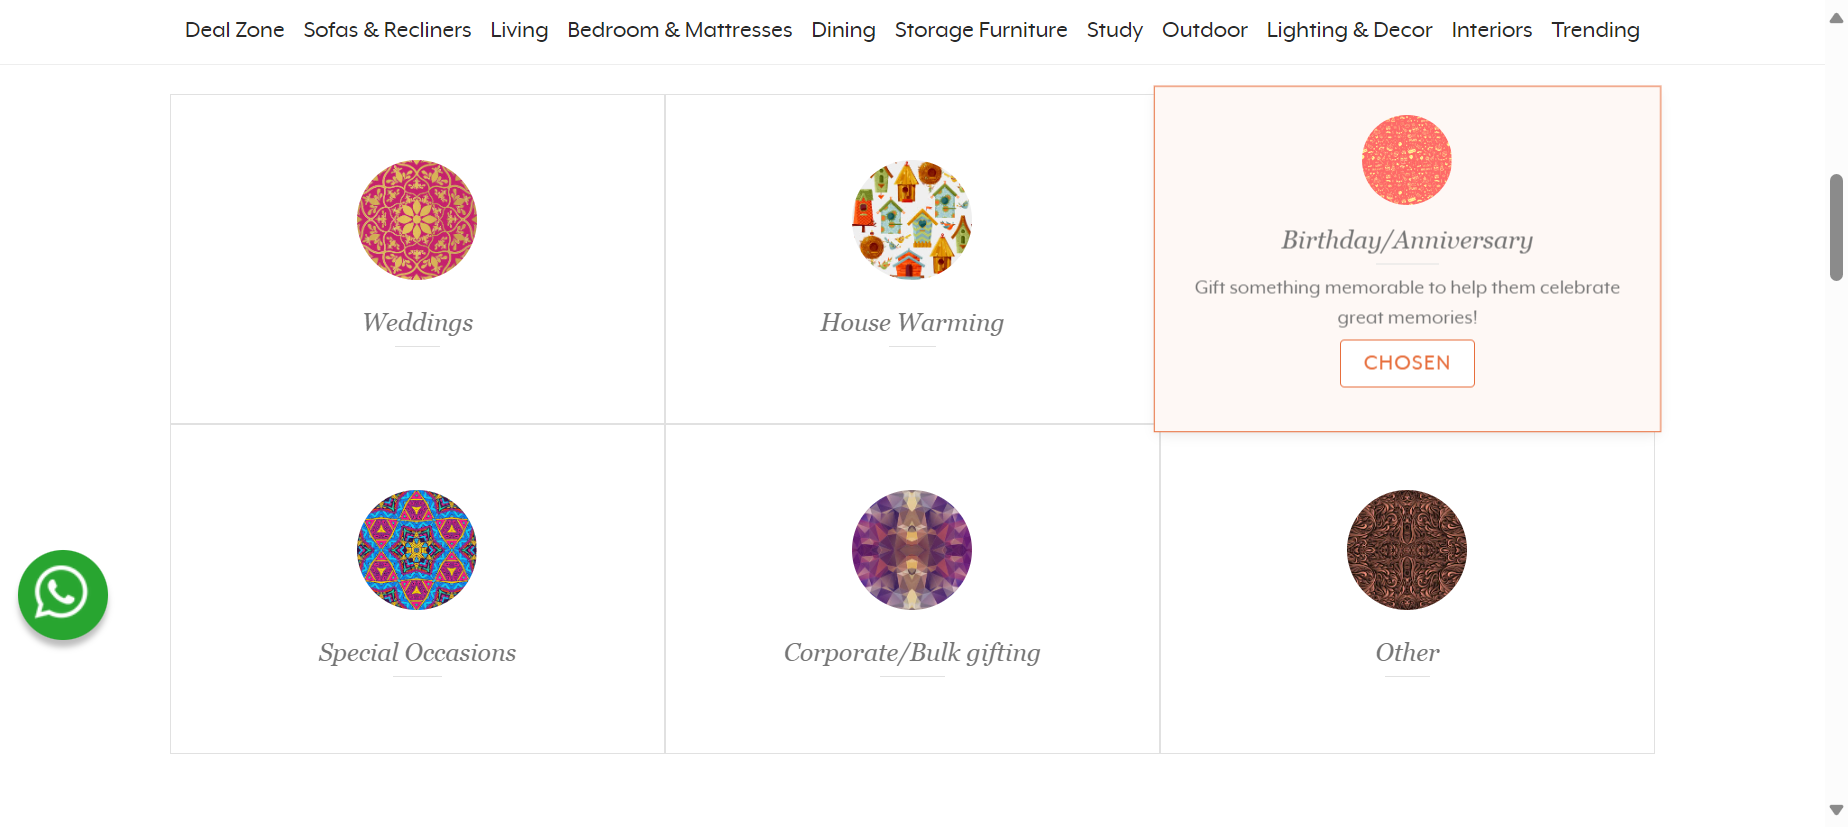 Deal Zone Sofas & Recliners Living Bedroom & Mattresses Dining Storage Furniture Study Outdoor Lighting & Decor Interiors Trending
Weddings
House Warming
Birthday/Anniversary
Gift something memorable to help them celebrate
great memories!
CHOSEN
Special Occasions
Corporate/Bulk gifting
Other